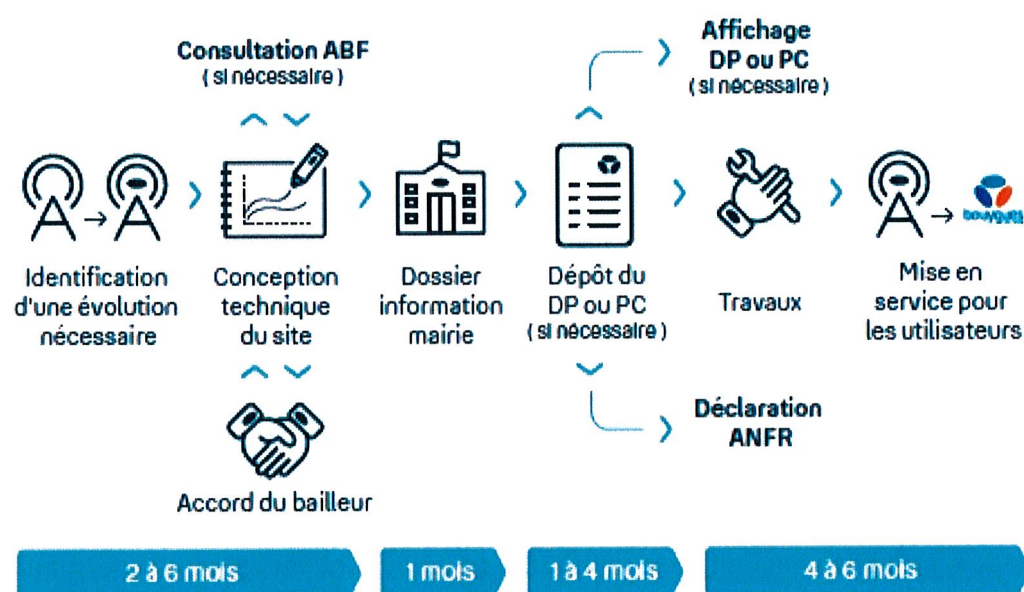 Consultation ABF
( si nécessaire )
Affichage
DP ou PC
( si nécessaire )
Identification
d'une évolution
nécessaire
Conception
technique
du site
Dossier
information
mairie
Dépôt du
DP ou PC
( si nécessaire )
Travaux
Mise en
service pour
les utilisateurs
Accord du bailleur
Déclaration
ANFR
2 à 6 mois
1 mois
1 à 4 mois
4 à 6 mois